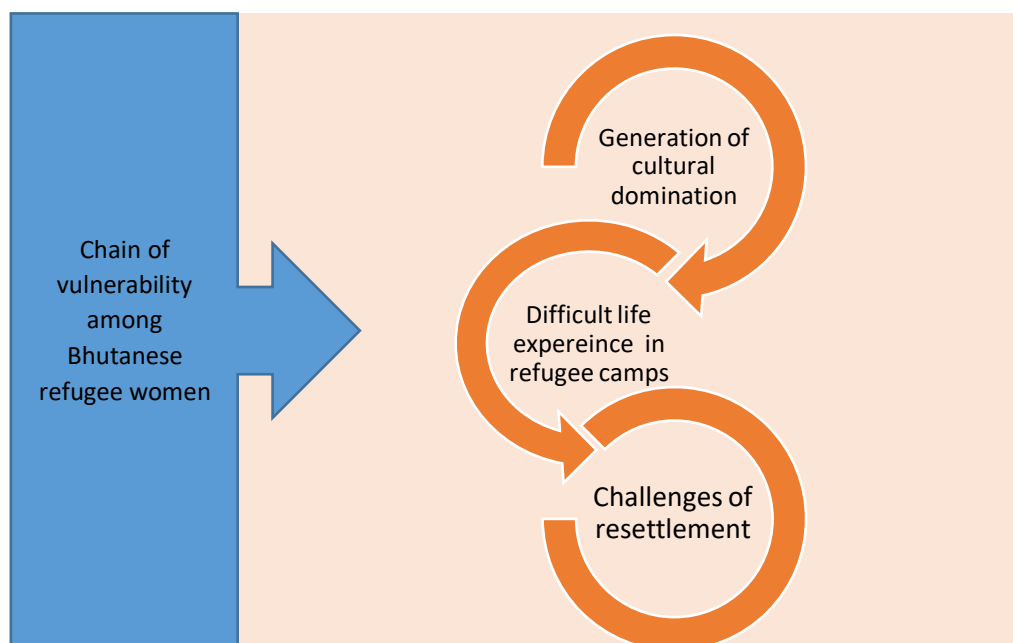 Chain of
vulnerability
among
Bhutanese
refugee women
Generation of
cultural
domination
Difficult life
expereince in
refugee camps
Challenges of
resettlement